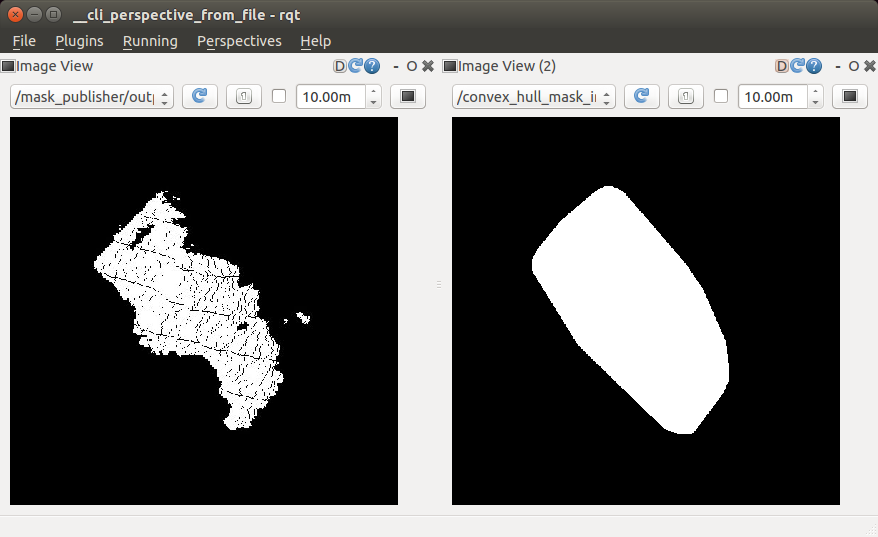 __cli_perspective_from_file - rqt
File Plugins Running Perspectives Help
Image View D ? - O
Image View (2) D ? - O
/mask_publisher/out 10.00m
/convex_hull_mask_i 10.00m